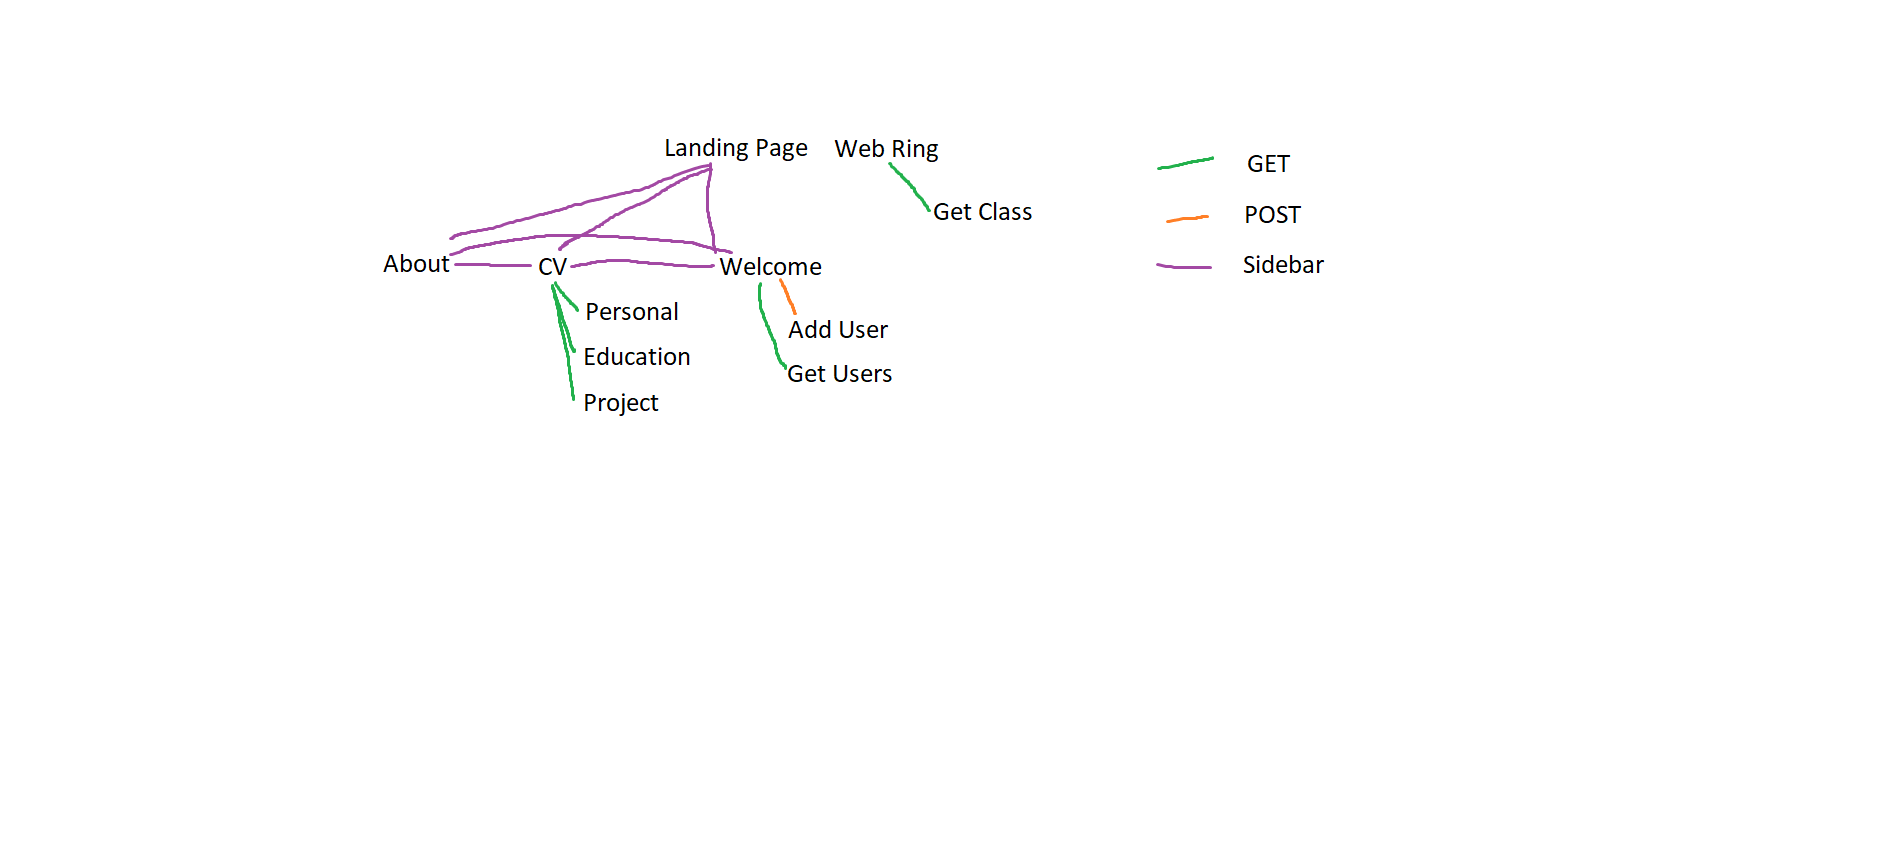 Landing Page
Web Ring
Get Class
About
CV
Welcome
Personal
Education
Project
Add User
Get Users
GET
POST
Sidebar